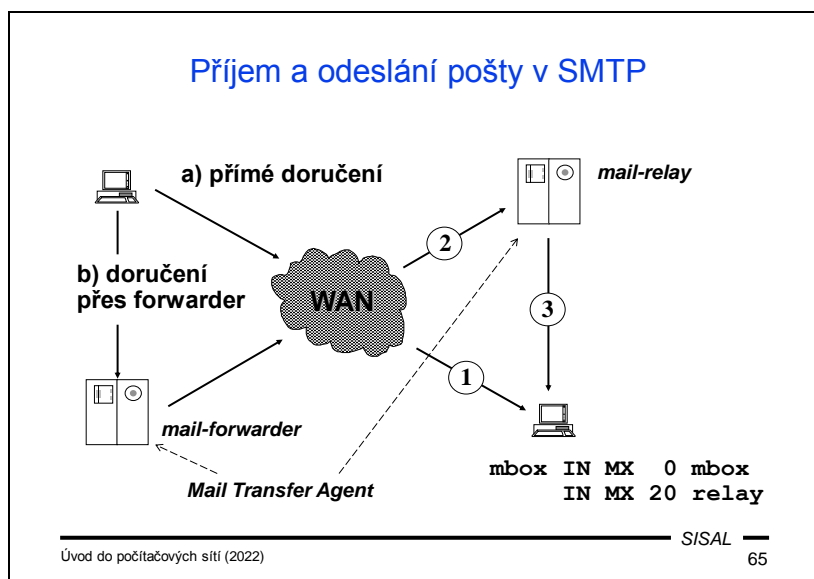 Příjem a odeslání pošty v SMTP
a) přímé doručení
mail-relay
2
b) doručení
přes forwarder
WAN
3
1
mail-forwarder
Mail Transfer Agent
mbox IN MX  0 mbox
IN MX 20 relay
SISAL
Úvod do počítačových sítí (2022)
65